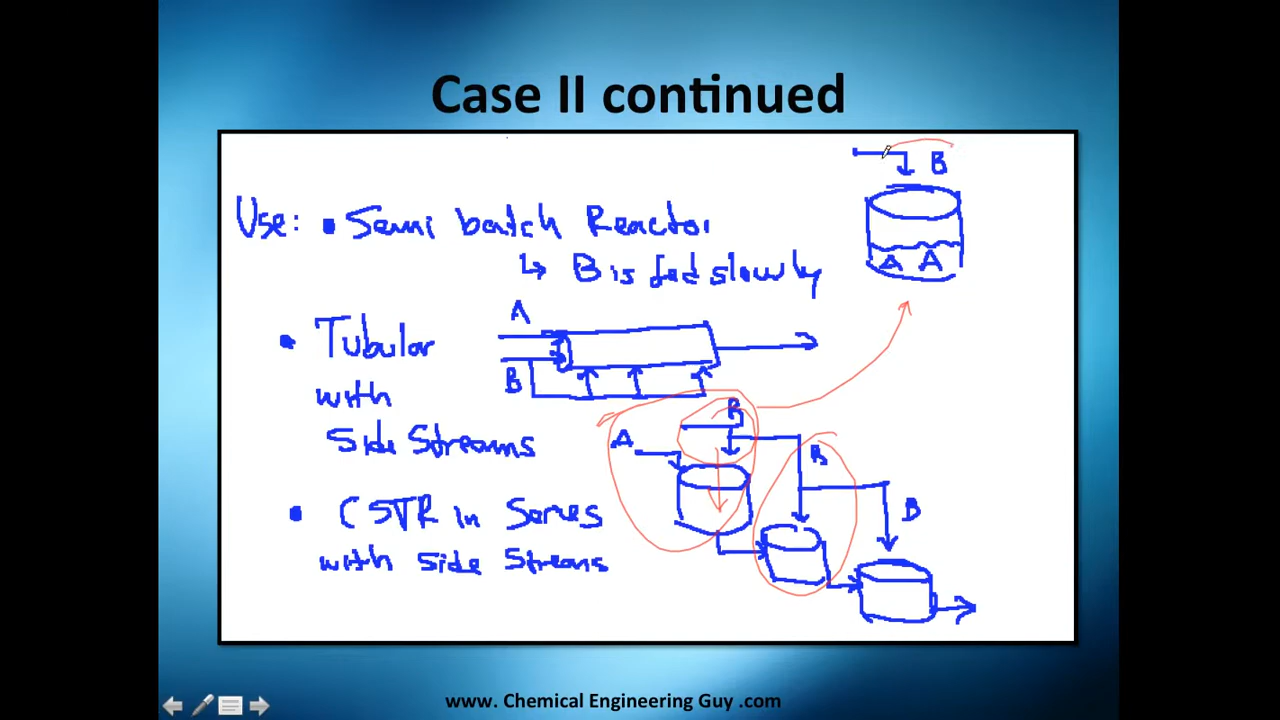 Case II continued
B
Use: • Semi batch Reactor
A A
↳ B is fed slowly
A
• Tubular
B
with
B
Side Streams
A
B
• CSTR in Series
B
with Side Streams
www. Chemical Engineering Guy .com